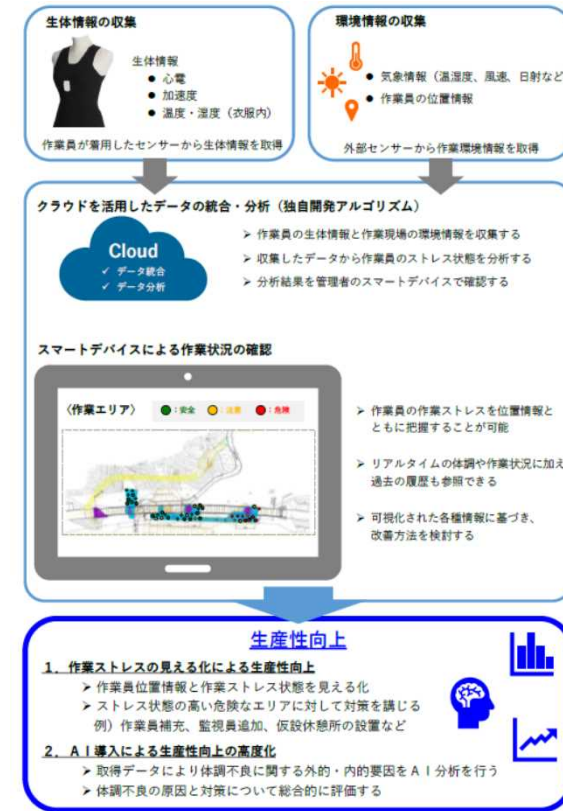 生体情報の収集
生体情報
● 心電
● 加速度
● 温度・湿度（衣服内）
作業員が着用したセンサーから生体情報を取得
環境情報の収集
● 気象情報（温湿度、風速、日射など
● 作業員の位置情報
外部センサーから作業環境情報を取得
クラウドを活用したデータの統合・分析（独自開発アルゴリズム）
Cloud
✓ データ統合
✓ データ分析
➢ 作業員の生体情報と作業現場の環境情報を収集する
➢ 収集したデータから作業員のストレス状態を分析する
➢ 分析結果を管理者のスマートデバイスで確認する
スマートデバイスによる作業状況の確認
〈作業エリア〉 ：安全 ：注意 ：危険
➢ 作業員の作業ストレスを位置情報と
ともに把握することが可能
➢ リアルタイムの体調や作業状況に加え
過去の履歴も参照できる
➢ 可視化された各種情報に基づき、
改善方法を検討する
生産性向上
1．作業ストレスの見える化による生産性向上
➢ 作業員位置情報と作業ストレス状態を見える化
➢ ストレス状態の高い危険なエリアに対して対策を講じる
例）作業員補充、監視員追加、仮設休憩所の設置など
2．ＡＩ導入による生産性向上の高度化
➢ 取得データにより体調不良に関する外的・内的要因をＡＩ分析を行う
➢ 体調不良の原因と対策について総合的に評価する